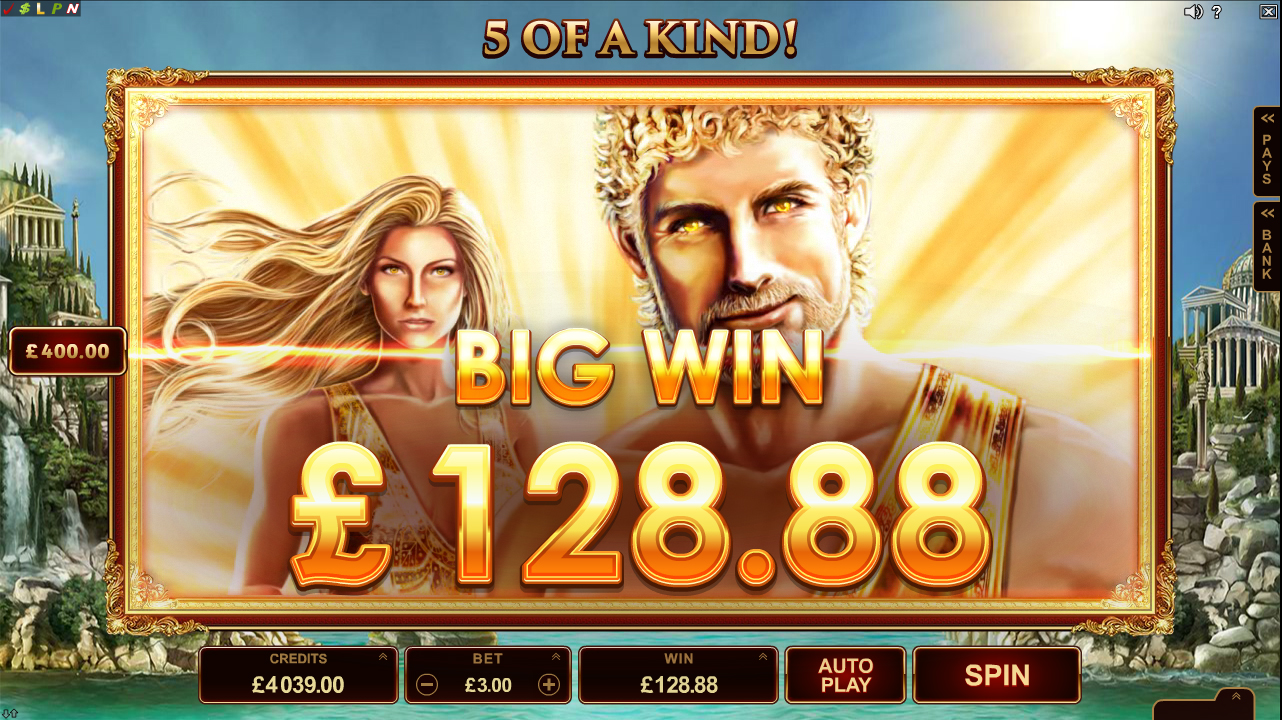 ✓ $ L P N
?
5 OF A KIND!
PAYS
BANK
£400.00
BIG WIN
£128.88
CREDITS
£4039.00
BET
£3.00
WIN
£128.88
AUTO
PLAY
SPIN